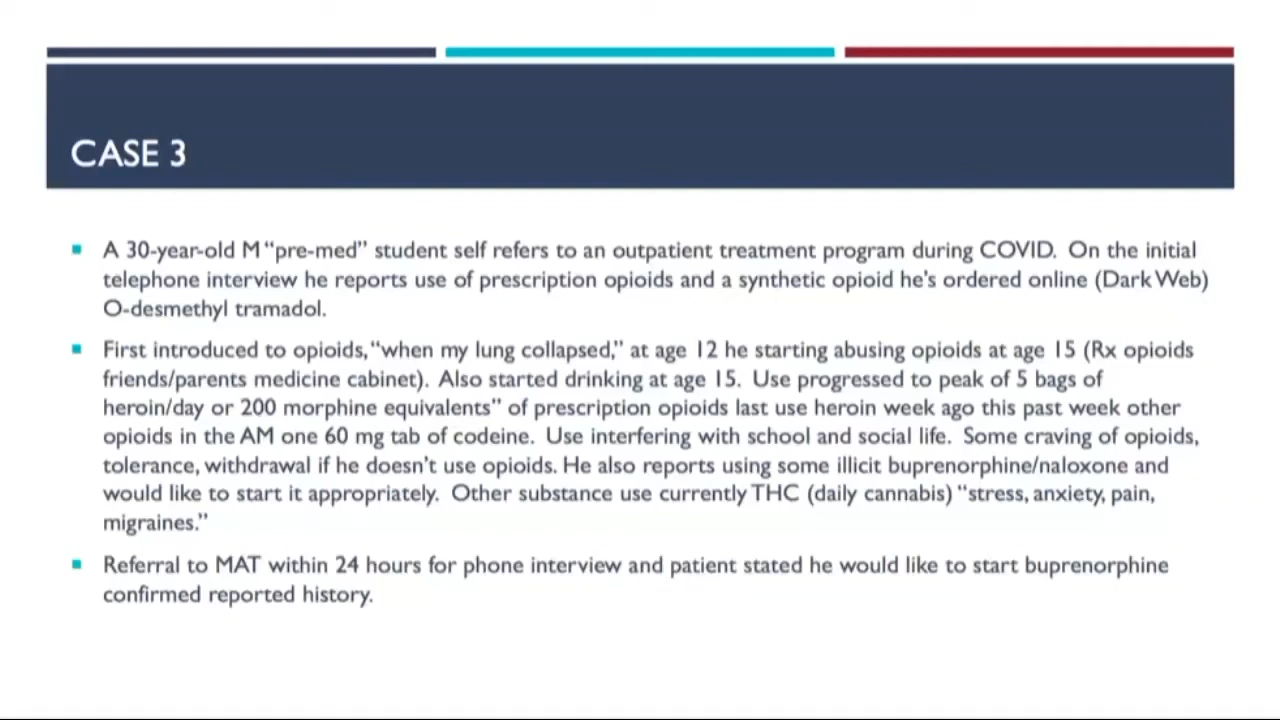 CASE 3
A 30-year-old M “pre-med” student self refers to an outpatient treatment program during COVID. On the initial
telephone interview he reports use of prescription opioids and a synthetic opioid he's ordered online (Dark Web)
O-desmethyl tramadol.
First introduced to opioids, “when my lung collapsed,” at age 12 he starting abusing opioids at age 15 (Rx opioids
friends/parents medicine cabinet). Also started drinking at age 15. Use progressed to peak of 5 bags of
heroin/day or 200 morphine equivalents” of prescription opioids last use heroin week ago this past week other
opioids in the AM one 60 mg tab of codeine. Use interfering with school and social life. Some craving of opioids,
tolerance, withdrawal if he doesn’t use opioids. He also reports using some illicit buprenorphine/naloxone and
would like to start it appropriately. Other substance use currently THC (daily cannabis) “stress, anxiety, pain,
migraines.”
Referral to MAT within 24 hours for phone interview and patient stated he would like to start buprenorphine
confirmed reported history.